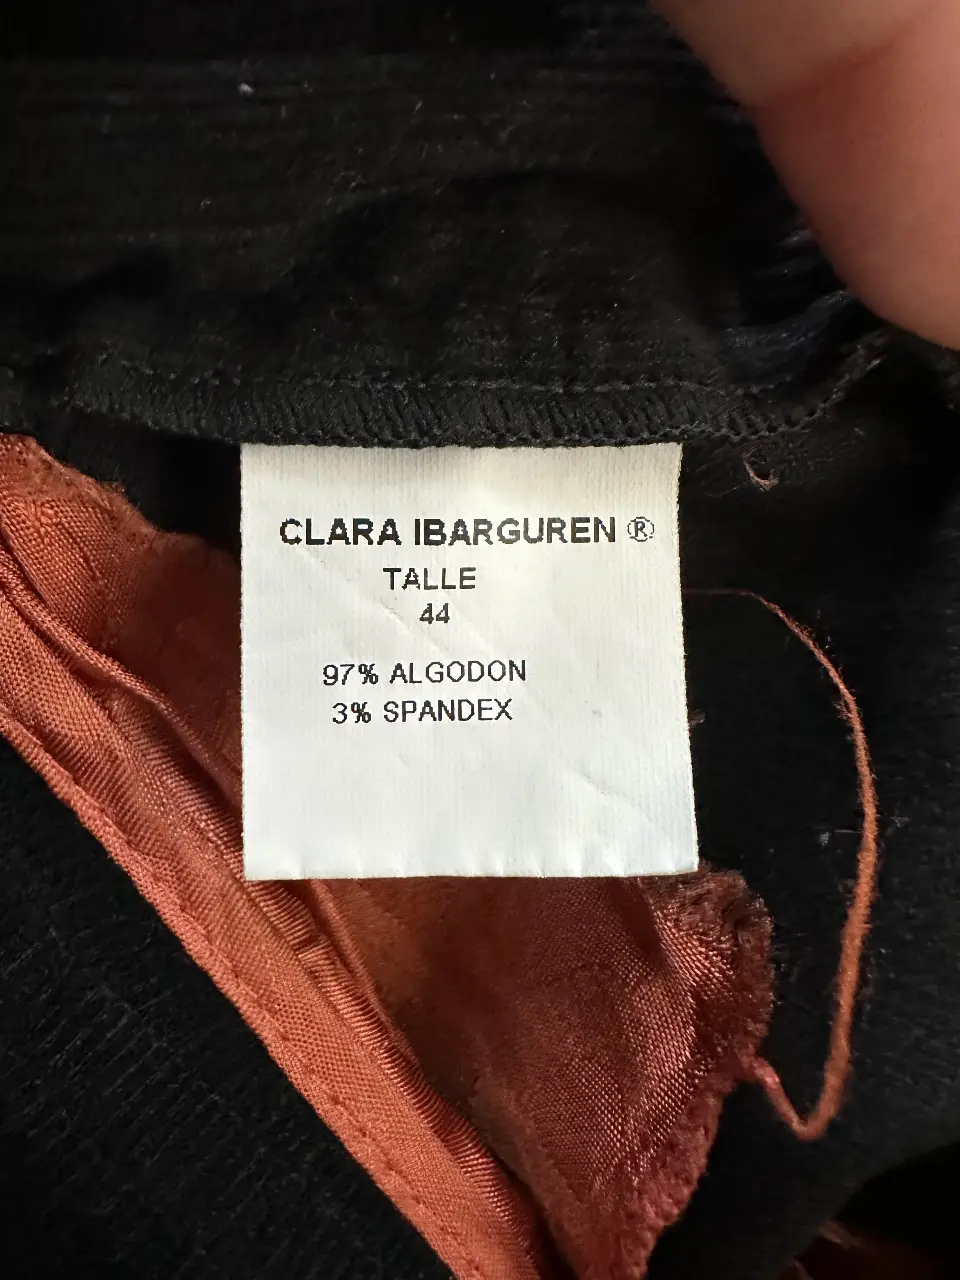 CLARA IBARGUREN ®
TALLE
44
97% ALGODON
3% SPANDEX